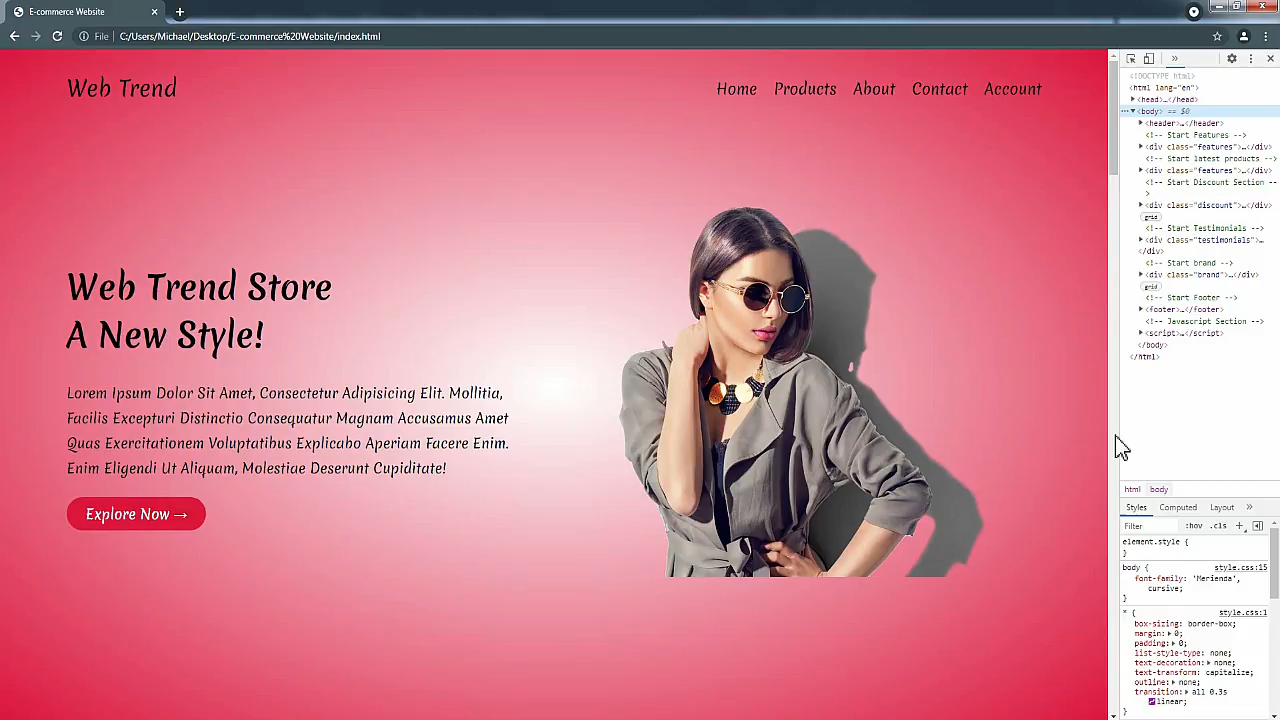 E-commerce Website
File C:/Users/Michael/Desktop/E-commerce%20Website/index.html
Web Trend
Home Products About Contact Account
Web Trend Store
A New Style!
Lorem Ipsum Dolor Sit Amet, Consectetur Adipisicing Elit. Mollitia,
Facilis Excepturi Distinctio Consequatur Magnam Accusamus Amet
Quas Exercitationem Voluptatibus Explicabo Aperiam Facere Enim.
Enim Eligendi Ut Aliquam, Molestiae Deserunt Cupiditate!
Explore Now →
<!DOCTYPE html>
<html lang="en">
<head>…</head>
<body> == $0
<header>…</header>
<!-- Start Features -->
<div class="features">…</div>
<!-- Start latest products -->
<div class="features">…</div>
<!-- Start Discount Section --
>
<div class="discount">…</div>
grid
<!-- Start Testimonials -->
<div class="testimonials">…
</div>
<!-- Start brand -->
<div class="brand">…</div>
grid
<!-- Start Footer -->
<footer>…</footer>
<!-- Javascript Section -->
<script>…</script>
</body>
</html>
html body
Styles Computed Layout
Filter :hov .cls
element.style {
}
body { style.css:15
font-family: 'Merienda',
cursive;
}
* { style.css:1
box-sizing: border-box;
margin: 0;
padding: 0;
list-style-type: none;
text-decoration: none;
text-transform: capitalize;
outline: none;
transition: all 0.3s
linear;
}